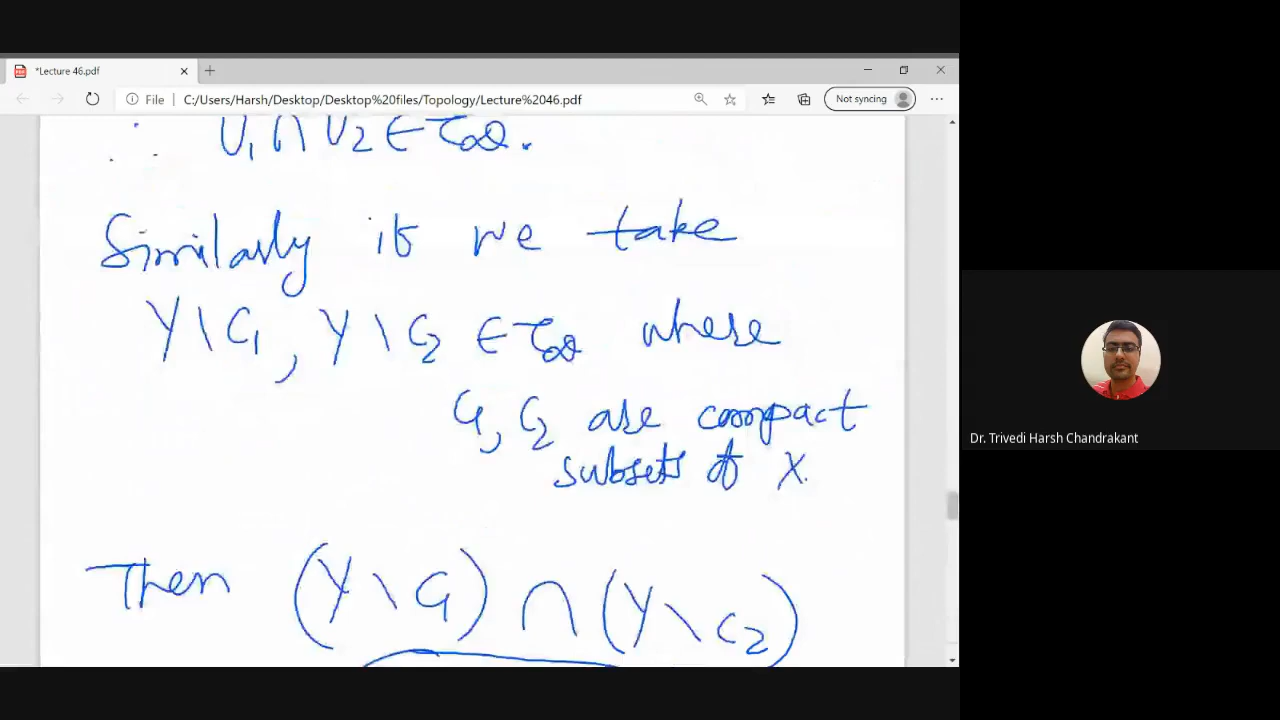 *Lecture 46.pdf
File | C:/Users/Harsh/Desktop/Desktop%20files/Topology/Lecture%2046.pdf
Not syncing
∴ U₁ ∩ U₂ ∈ τ∞.
Similarly if we take
Y \ C₁, Y \ C₂ ∈ τ∞ where
C₁, C₂ are compact
subsets of X.
Then (Y \ C₁) ∩ (Y \ C₂)
Dr. Trivedi Harsh Chandrakant